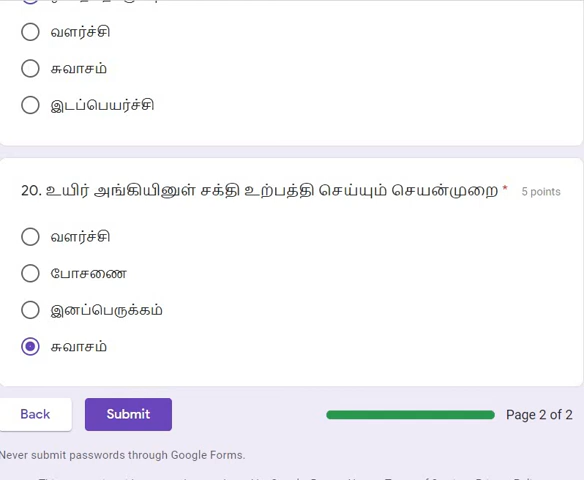 வளர்ச்சி
சுவாசம்
இடப்பெயர்ச்சி
20. உயிர் அங்கியினுள் சக்தி உற்பத்தி செய்யும் செயன்முறை * 5 points
வளர்ச்சி
போசணை
இனப்பெருக்கம்
சுவாசம்
Back Submit Page 2 of 2
Never submit passwords through Google Forms.